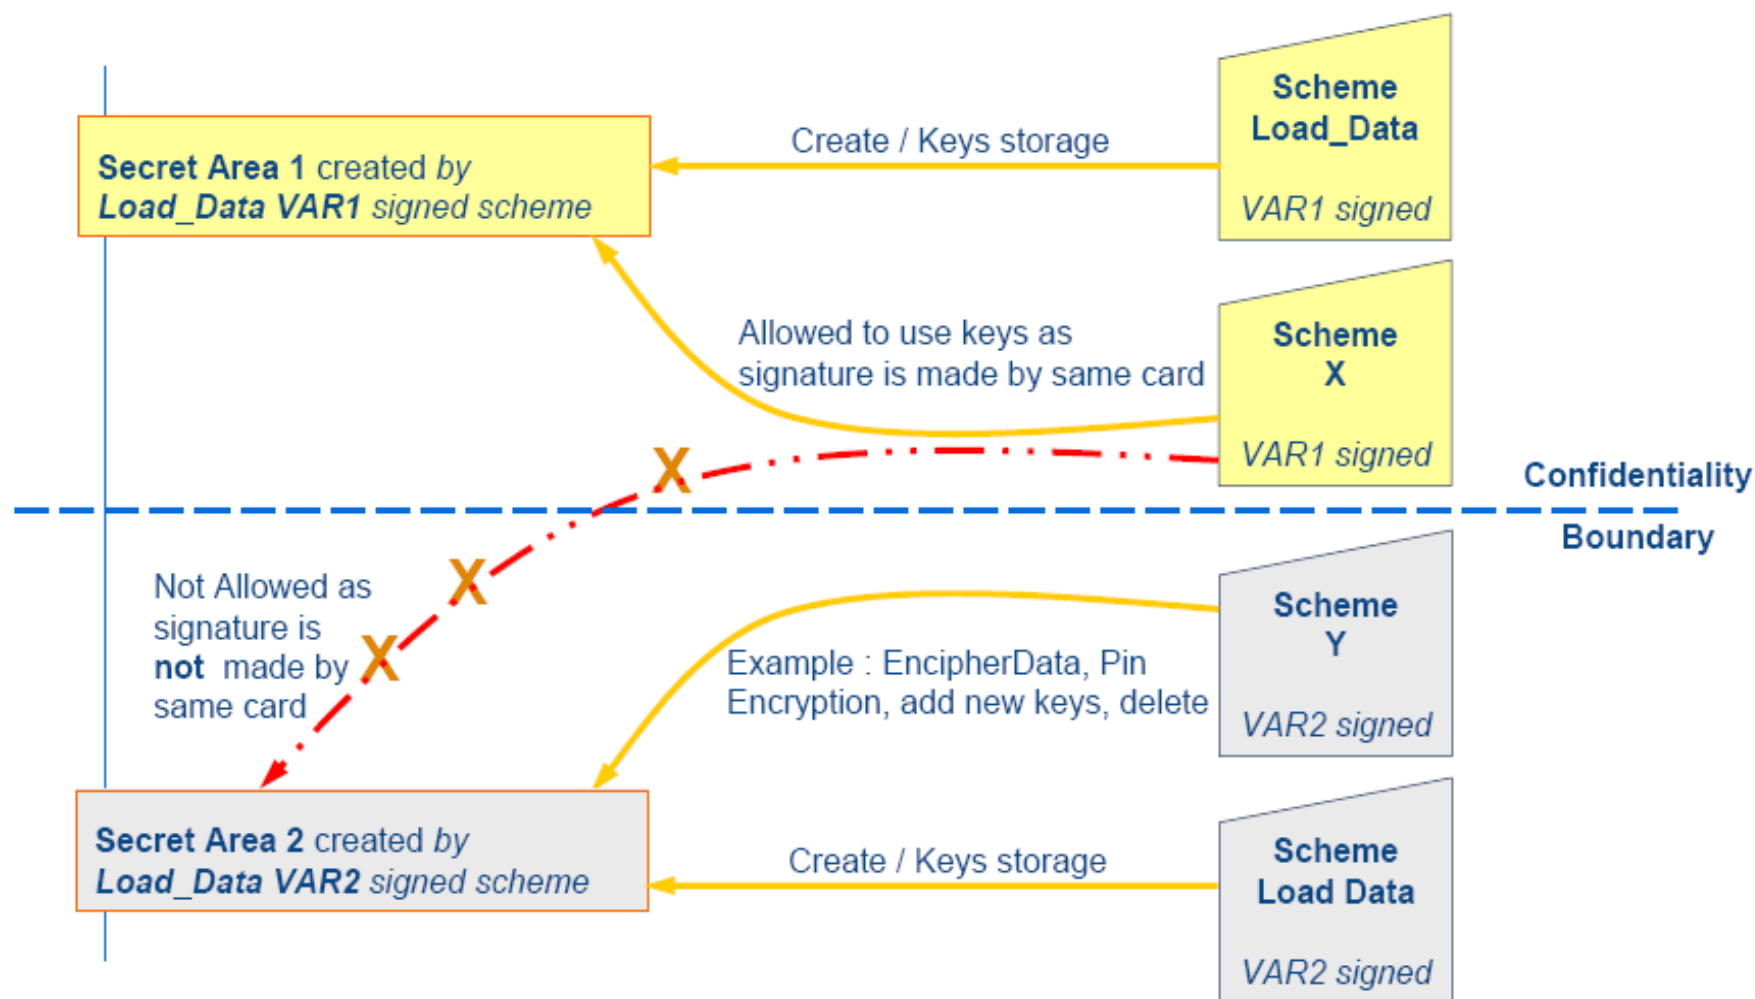 Scheme
Load_Data
VAR1 signed
Create / Keys storage
Secret Area 1 created by
Load_Data VAR1 signed scheme
Allowed to use keys as
signature is made by same card
Scheme
X
VAR1 signed
Confidentiality
Boundary
Not Allowed as
signature is
not made by
same card
Example : EncipherData, Pin
Encryption, add new keys, delete
Scheme
Y
VAR2 signed
Secret Area 2 created by
Load_Data VAR2 signed scheme
Create / Keys storage
Scheme
Load Data
VAR2 signed